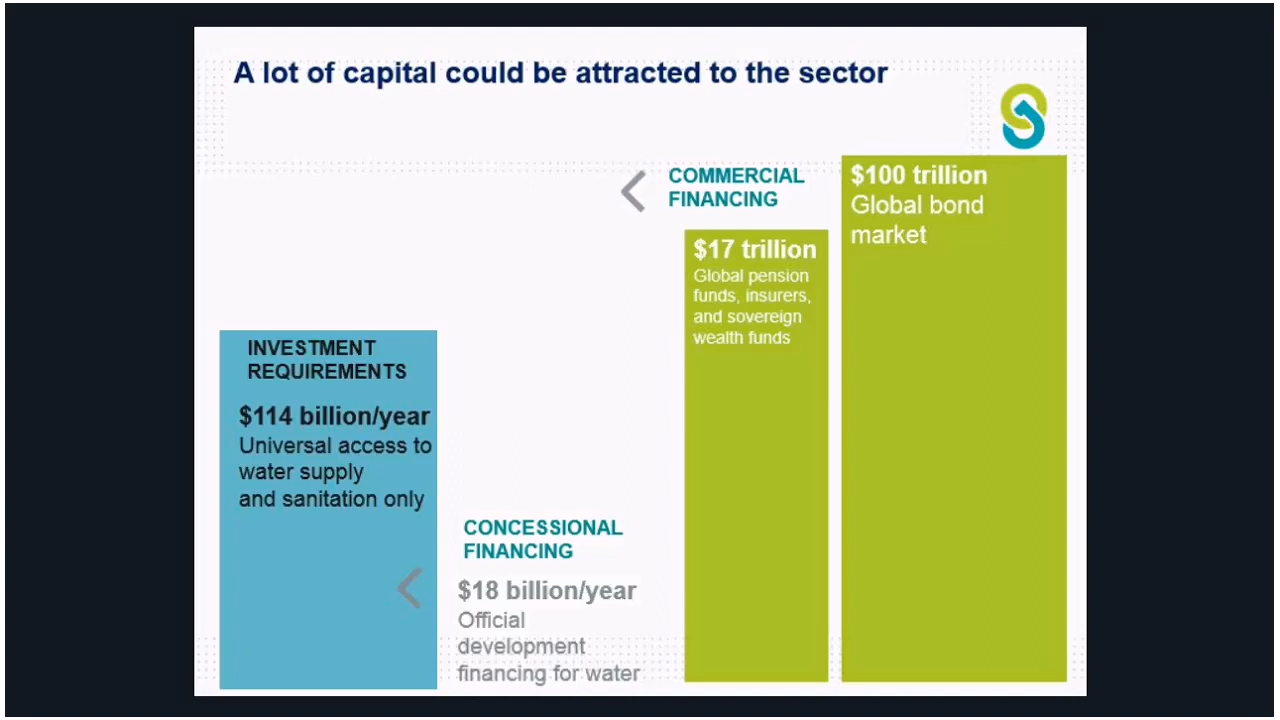 A lot of capital could be attracted to the sector
COMMERCIAL
FINANCING
$100 trillion
Global bond
market
$17 trillion
Global pension
funds, insurers,
and sovereign
wealth funds
INVESTMENT
REQUIREMENTS
$114 billion/year
Universal access to
water supply
and sanitation only
CONCESSIONAL
FINANCING
$18 billion/year
Official
development
financing for water